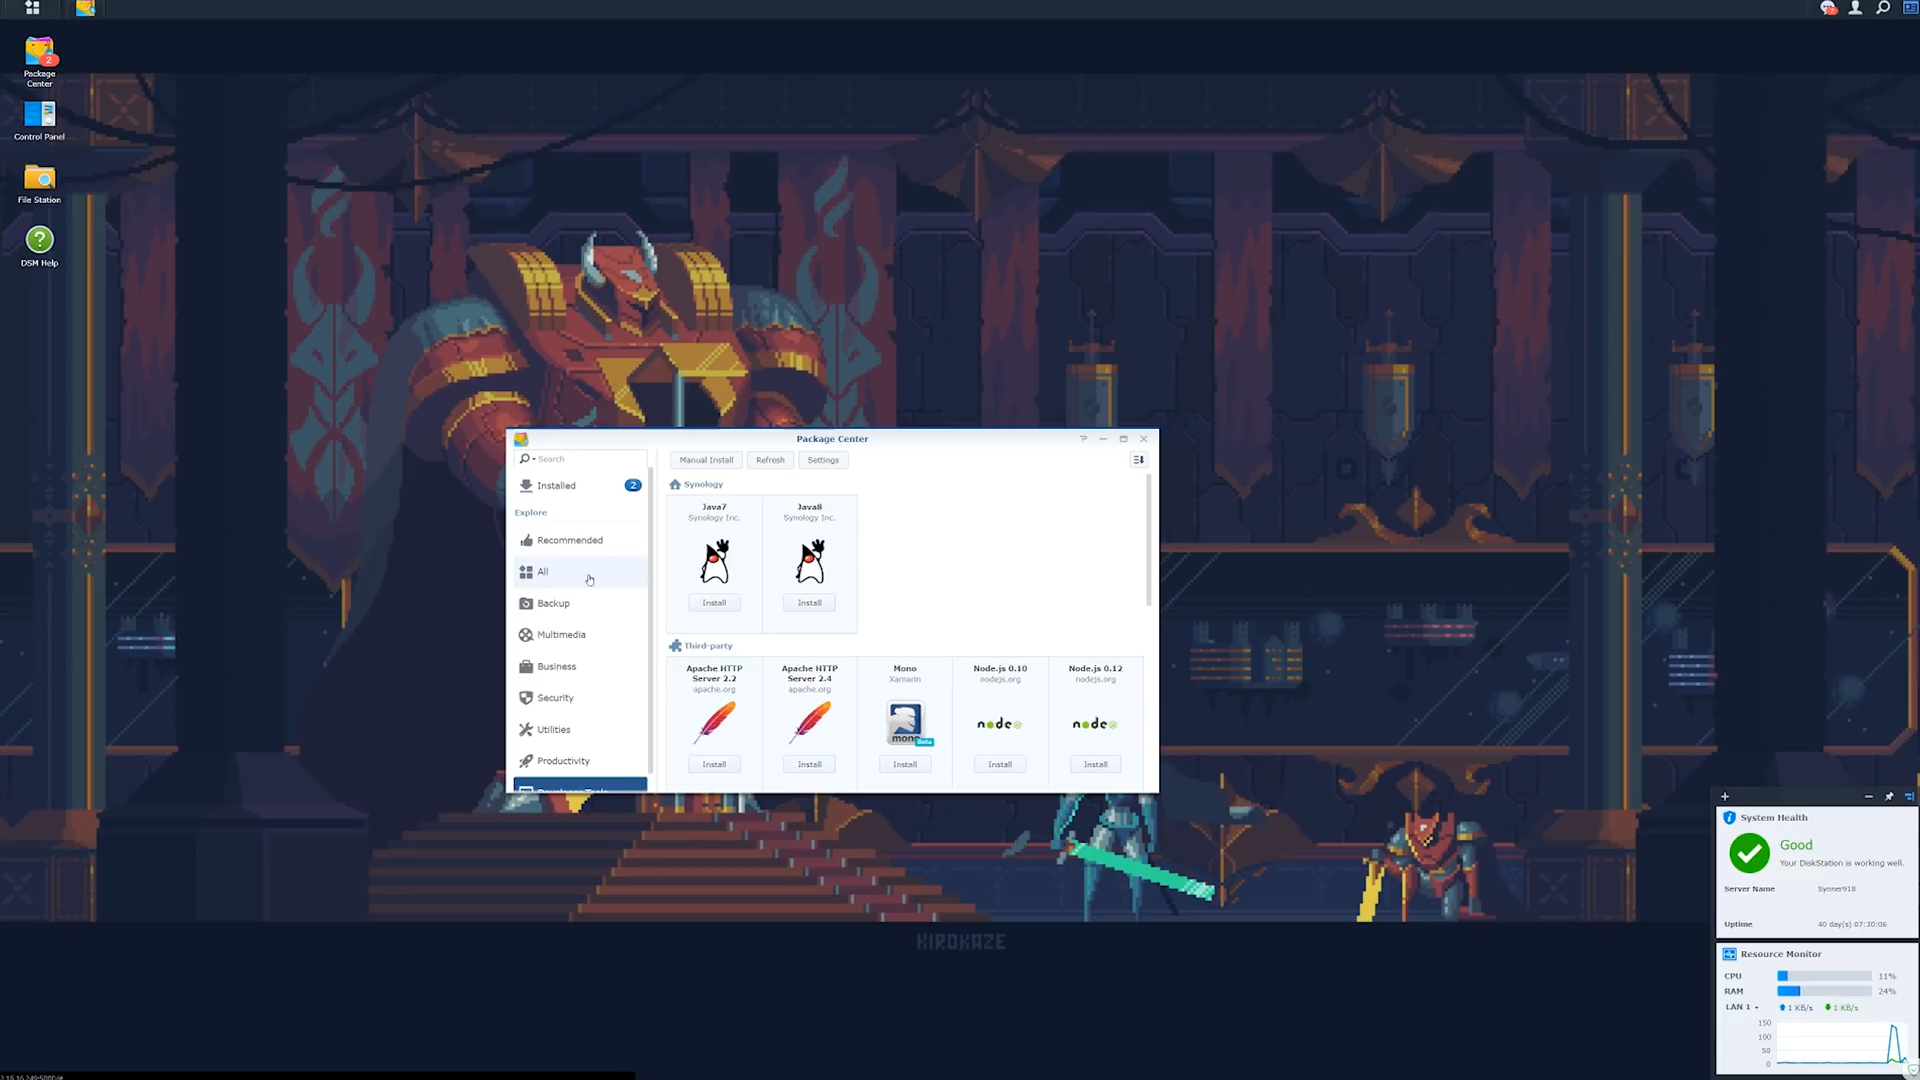 Package
Center
2
Control Panel
File Station
DSM Help
Package Center
Search
Manual Install
Refresh
Settings
Installed
2
Explore
Recommended
All
Backup
Multimedia
Business
Security
Utilities
Productivity
Synology
Java7
Synology Inc.
Install
Java8
Synology Inc.
Install
Third-party
Apache HTTP
Server 2.2
apache.org
Install
Apache HTTP
Server 2.4
apache.org
Install
Mono
Xamarin
mono
Beta
Install
Node.js 0.10
nodejs.org
node
Install
Node.js 0.12
nodejs.org
node
Install
KIROKAZE
System Health
Good
Your DiskStation is working well.
Server Name Synner918
Uptime 40 day(s) 07:30:06
Resource Monitor
CPU 11%
RAM 24%
LAN 1 1 KB/s 1 KB/s
150
100
50
0